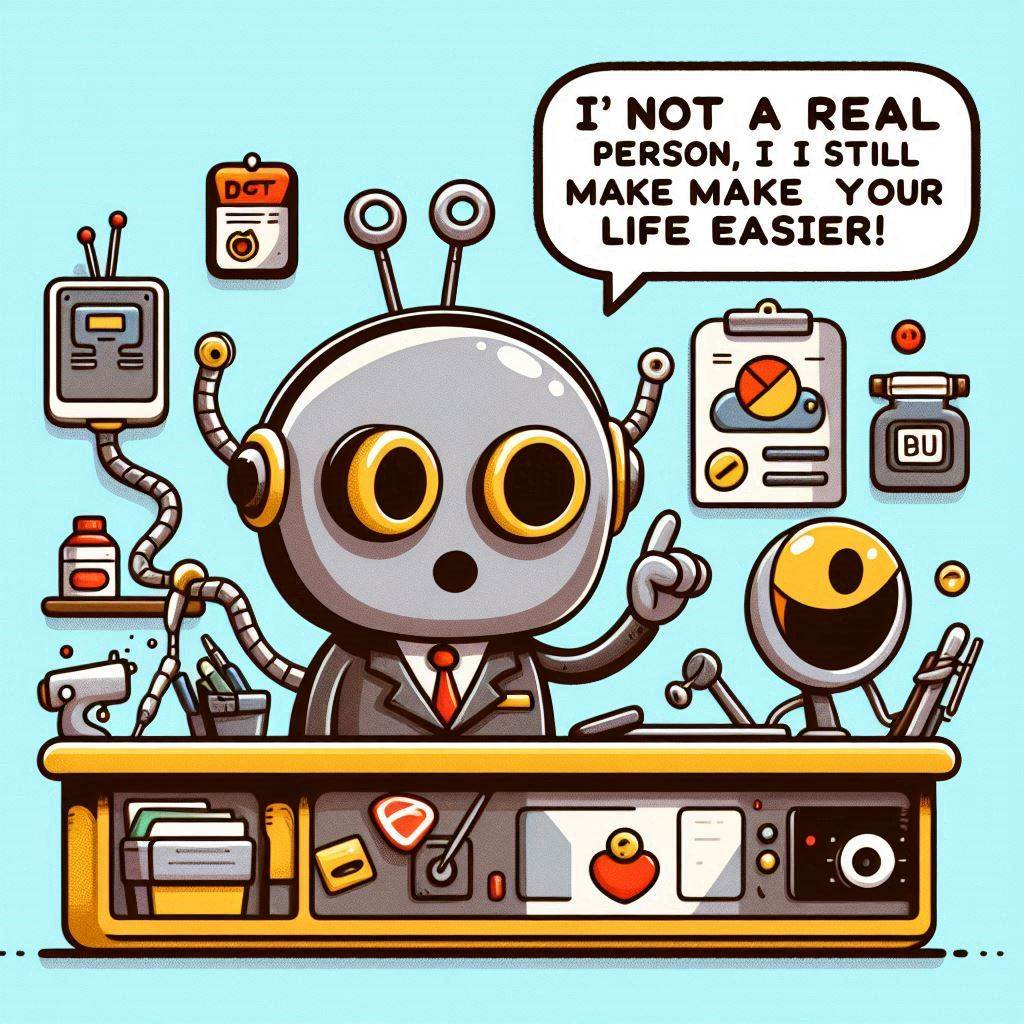 I' NOT A REAL
PERSON, I I STILL
MAKE MAKE YOUR
LIFE EASIER!
DCT
BU